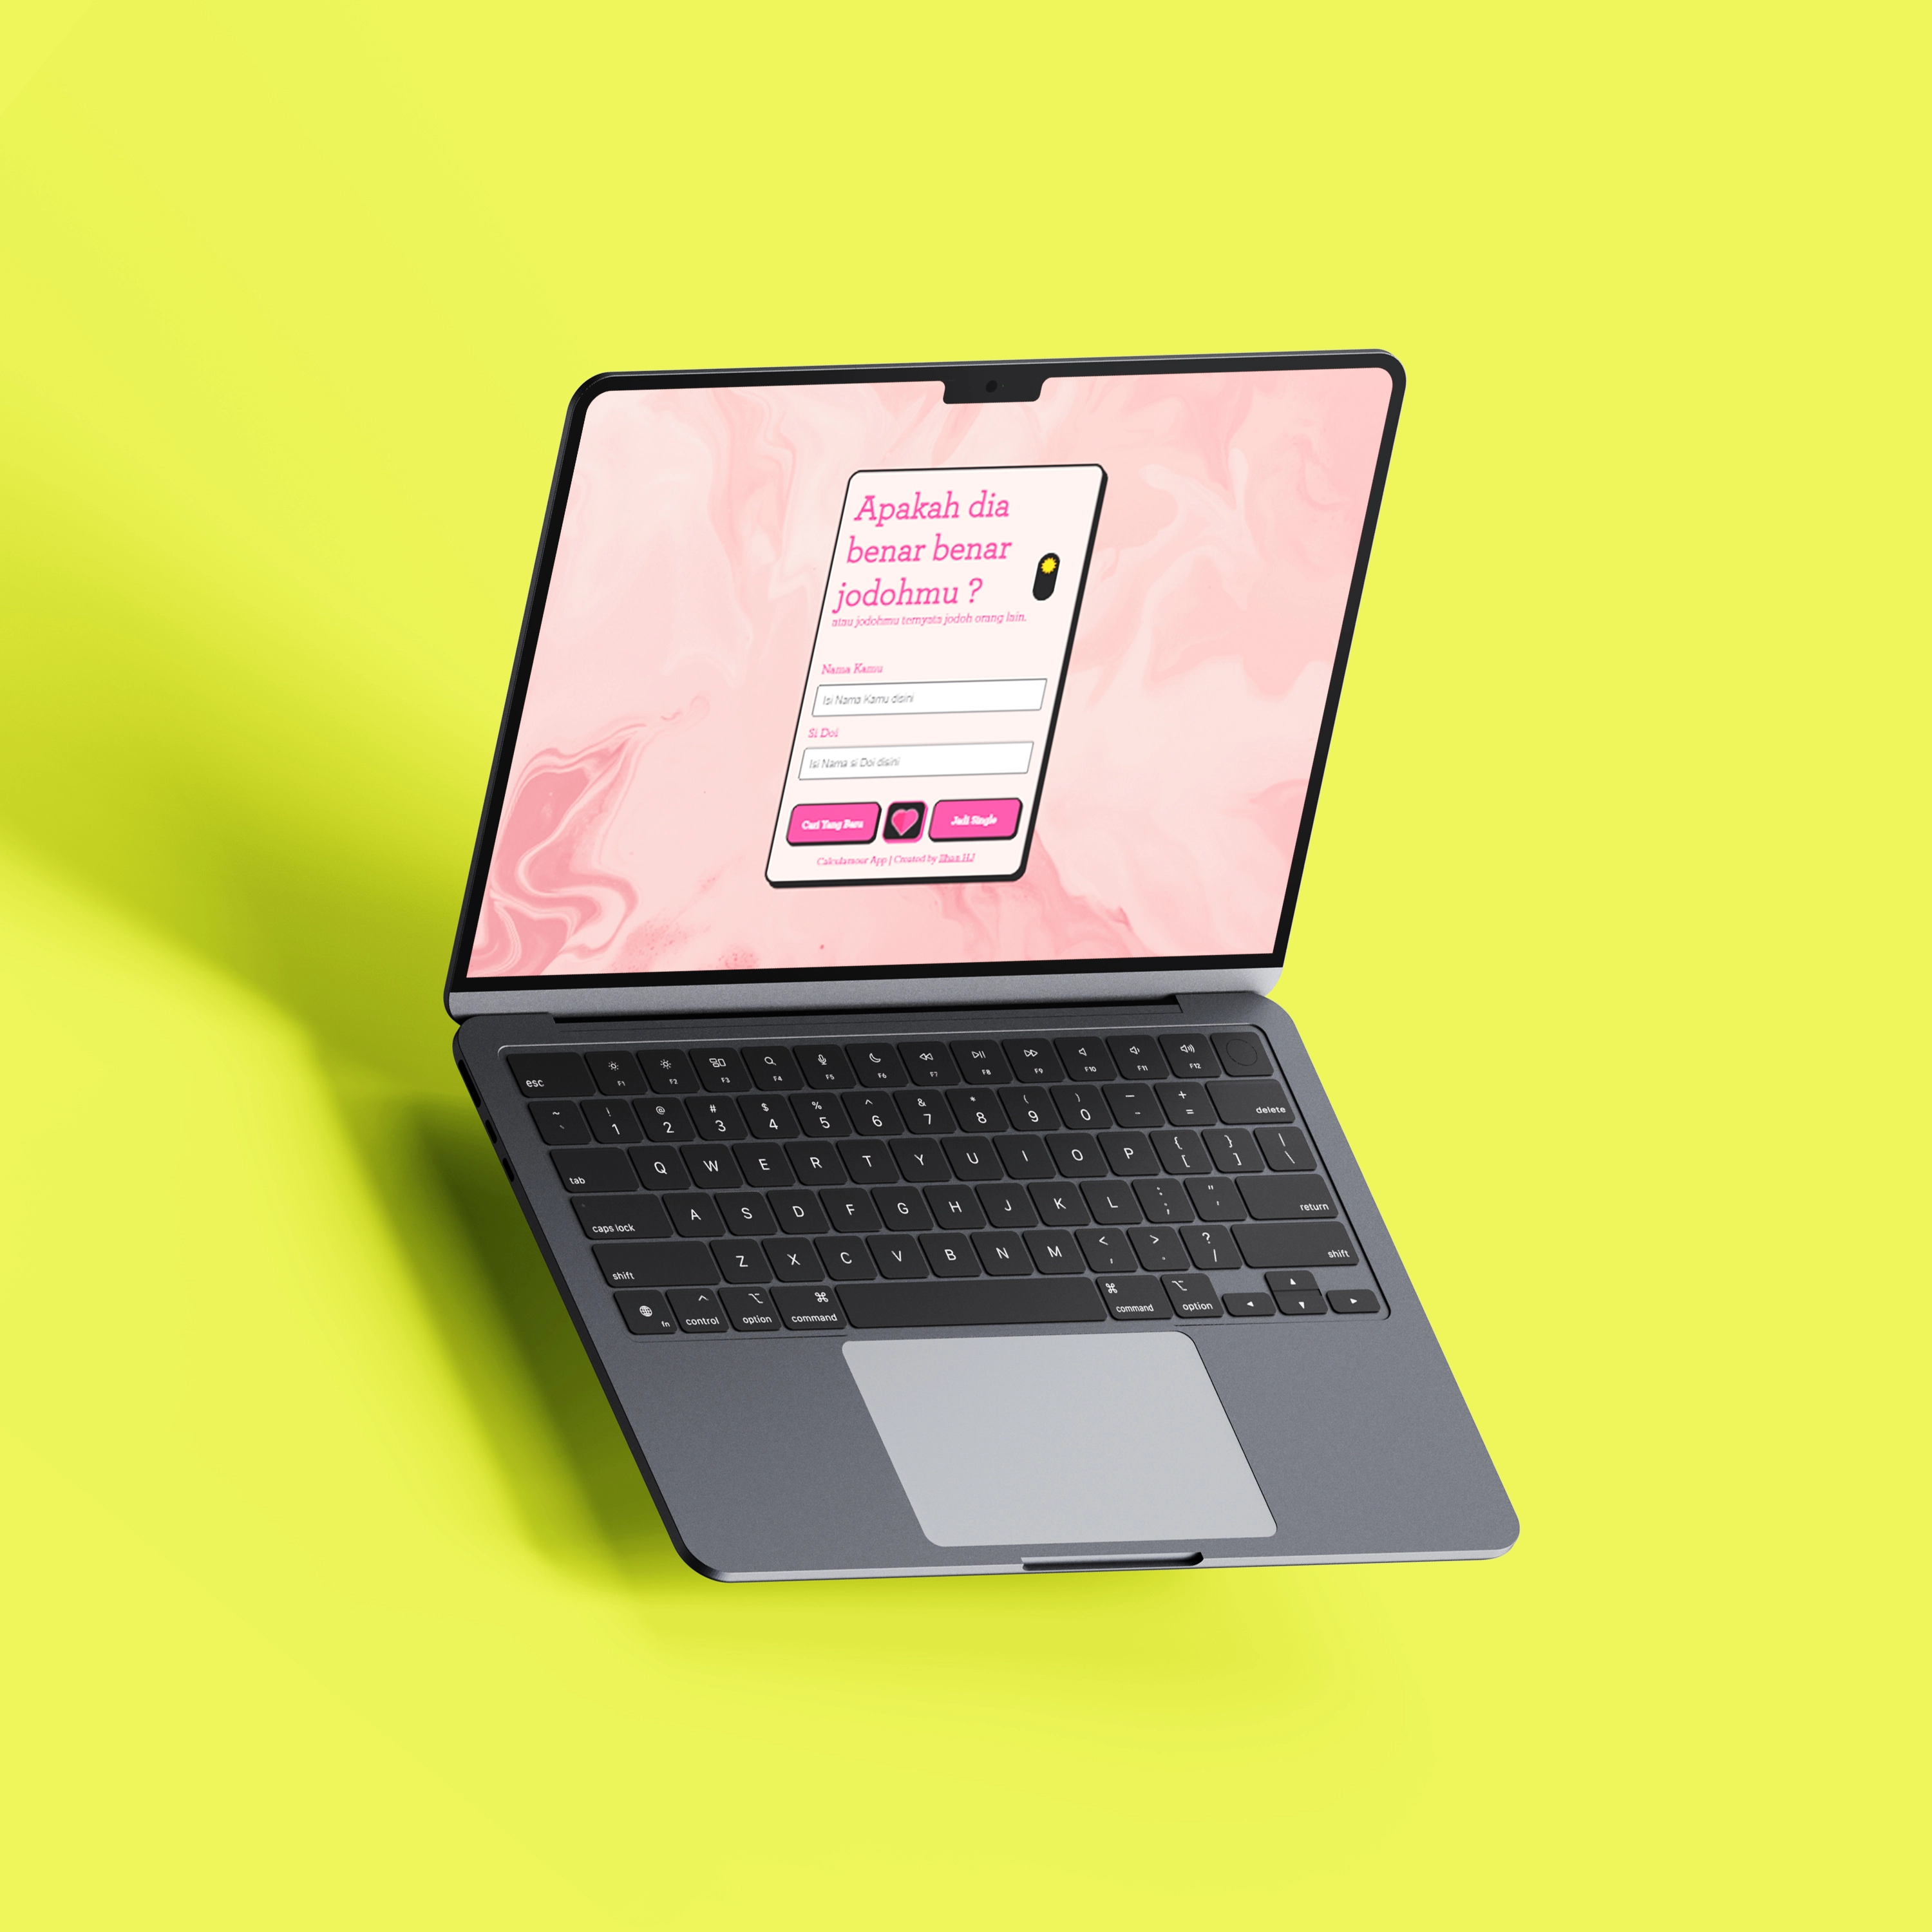 Apakah dia
benar benar
jodohmu ?
atau jodohmu ternyata jodoh orang lain.
Nama Kamu
Isi Nama Kamu disini
Si Doi
Isi Nama si Doi disini
Cari Yang Baru
Jadi Single
Calculamour App | Created by Ilhan HJ
esc F1 F2 F3 F4 F5 F6 F7 F8 F9 F10 F11 F12
~ ! @ # $ % ^ & * ( ) — +
` 1 2 3 4 5 6 7 8 9 0 - = delete
tab Q W E R T Y U I O P { [ } ] | \
caps lock A S D F G H J K L : ; " ' return
shift Z X C V B N M < , > . ? / shift
fn control option command command option